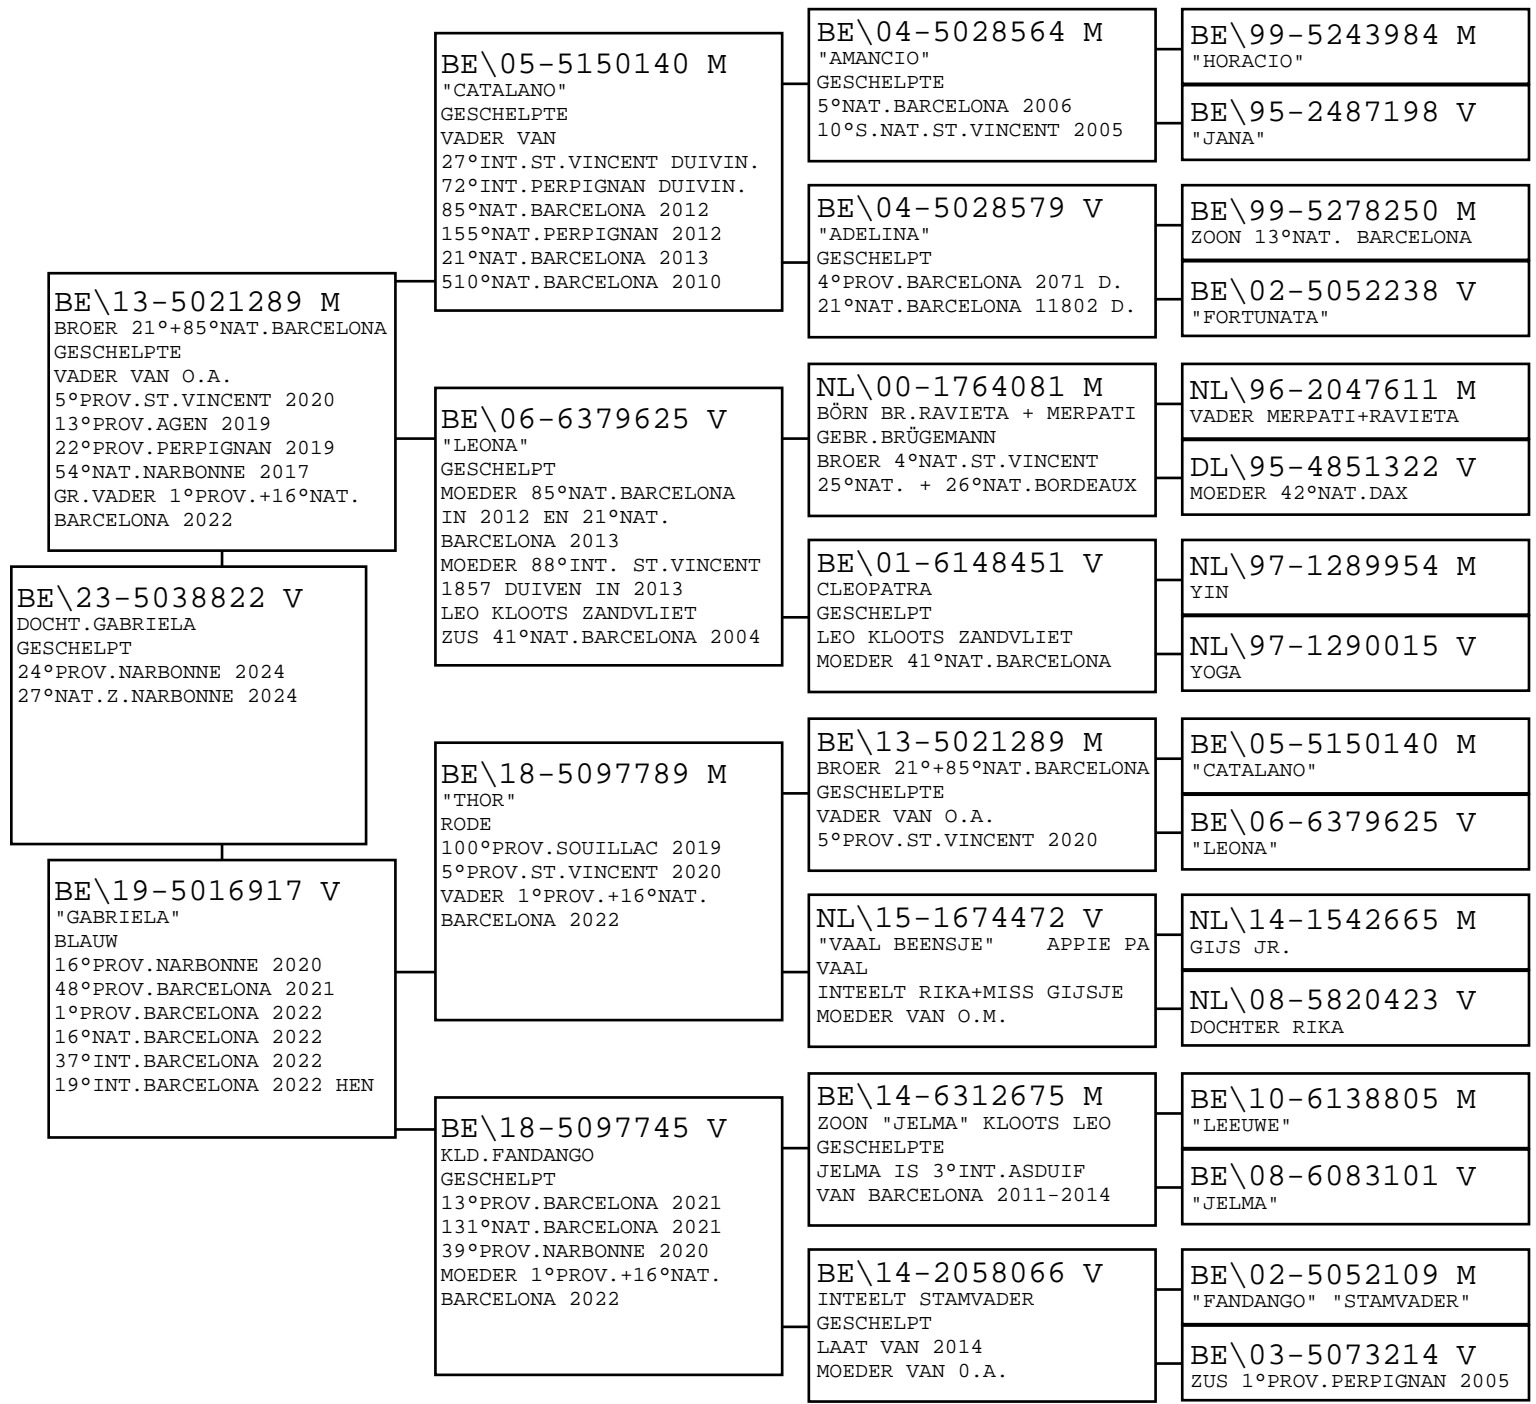 BE\23-5038822 V
DOCHT.GABRIELA
GESCHELPT
24°PROV.NARBONNE 2024
27°NAT.Z.NARBONNE 2024
BE\13-5021289 M
BROER 21°+85°NAT.BARCELONA
GESCHELPTE
VADER VAN O.A.
5°PROV.ST.VINCENT 2020
13°PROV.AGEN 2019
22°PROV.PERPIGNAN 2019
54°NAT.NARBONNE 2017
GR.VADER 1°PROV.+16°NAT.
BARCELONA 2022
BE\19-5016917 V
"GABRIELA"
BLAUW
16°PROV.NARBONNE 2020
48°PROV.BARCELONA 2021
1°PROV.BARCELONA 2022
16°NAT.BARCELONA 2022
37°INT.BARCELONA 2022
19°INT.BARCELONA 2022 HEN
BE\05-5150140 M
"CATALANO"
GESCHELPTE
VADER VAN
27°INT.ST.VINCENT DUIVIN.
72°INT.PERPIGNAN DUIVIN.
85°NAT.BARCELONA 2012
155°NAT.PERPIGNAN 2012
21°NAT.BARCELONA 2013
510°NAT.BARCELONA 2010
BE\06-6379625 V
"LEONA"
GESCHELPT
MOEDER 85°NAT.BARCELONA
IN 2012 EN 21°NAT.
BARCELONA 2013
MOEDER 88°INT. ST.VINCENT
1857 DUIVEN IN 2013
LEO KLOOTS ZANDVLIET
ZUS 41°NAT.BARCELONA 2004
BE\18-5097789 M
"THOR"
RODE
100°PROV.SOUILLAC 2019
5°PROV.ST.VINCENT 2020
VADER 1°PROV.+16°NAT.
BARCELONA 2022
BE\18-5097745 V
KLD.FANDANGO
GESCHELPT
13°PROV.BARCELONA 2021
131°NAT.BARCELONA 2021
39°PROV.NARBONNE 2020
MOEDER 1°PROV.+16°NAT.
BARCELONA 2022
BE\04-5028564 M
"AMANCIO"
GESCHELPTE
5°NAT.BARCELONA 2006
10°S.NAT.ST.VINCENT 2005
BE\04-5028579 V
"ADELINA"
GESCHELPT
4°PROV.BARCELONA 2071 D.
21°NAT.BARCELONA 11802 D.
NL\00-1764081 M
BÖRN BR.RAVIETA + MERPATI
GEBR.BRÜGEMANN
BROER 4°NAT.ST.VINCENT
25°NAT. + 26°NAT.BORDEAUX
BE\01-6148451 V
CLEOPATRA
GESCHELPT
LEO KLOOTS ZANDVLIET
MOEDER 41°NAT.BARCELONA
BE\13-5021289 M
BROER 21°+85°NAT.BARCELONA
GESCHELPTE
VADER VAN O.A.
5°PROV.ST.VINCENT 2020
NL\15-1674472 V
"VAAL BEENSJE" APPIE PA
VAAL
INTEELT RIKA+MISS GIJSJE
MOEDER VAN O.M.
BE\14-6312675 M
ZOON "JELMA" KLOOTS LEO
GESCHELPTE
JELMA IS 3°INT.ASDUIF
VAN BARCELONA 2011-2014
BE\14-2058066 V
INTEELT STAMVADER
GESCHELPT
LAAT VAN 2014
MOEDER VAN 0.A.
BE\99-5243984 M
"HORACIO"
BE\95-2487198 V
"JANA"
BE\99-5278250 M
ZOON 13°NAT. BARCELONA
BE\02-5052238 V
"FORTUNATA"
NL\96-2047611 M
VADER MERPATI+RAVIETA
DL\95-4851322 V
MOEDER 42°NAT.DAX
NL\97-1289954 M
YIN
NL\97-1290015 V
YOGA
BE\05-5150140 M
"CATALANO"
BE\06-6379625 V
"LEONA"
NL\14-1542665 M
GIJS JR.
NL\08-5820423 V
DOCHTER RIKA
BE\10-6138805 M
"LEEUWE"
BE\08-6083101 V
"JELMA"
BE\02-5052109 M
"FANDANGO" "STAMVADER"
BE\03-5073214 V
ZUS 1°PROV.PERPIGNAN 2005